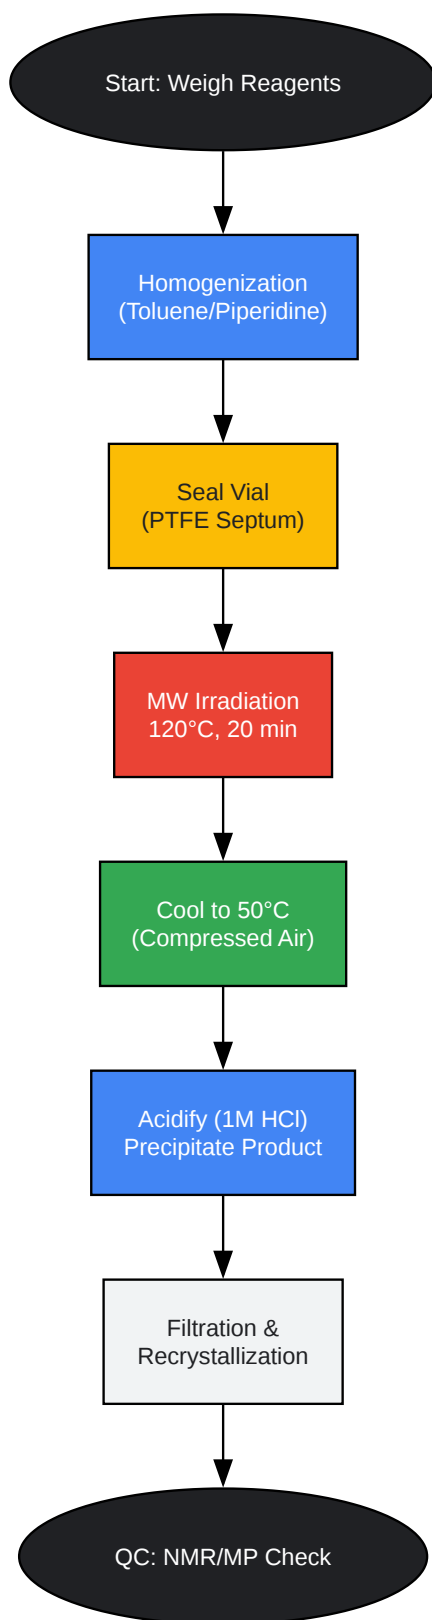 Start: Weigh Reagents
Homogenization
(Toluene/Piperidine)
Seal Vial
(PTFE Septum)
MW Irradiation
120°C, 20 min
Cool to 50°C
(Compressed Air)
Acidify (1M HCl)
Precipitate Product
Filtration &
Recrystallization
QC: NMR/MP Check